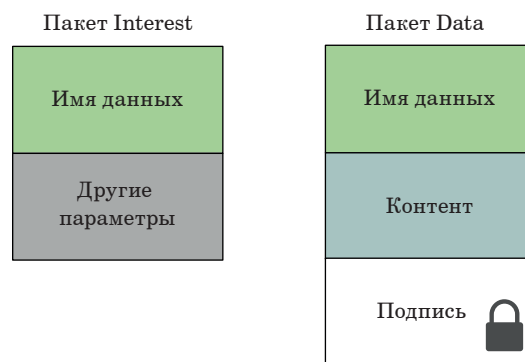 Пакет Interest
Имя данных
Другие
параметры
Пакет Data
Имя данных
Контент
Подпись